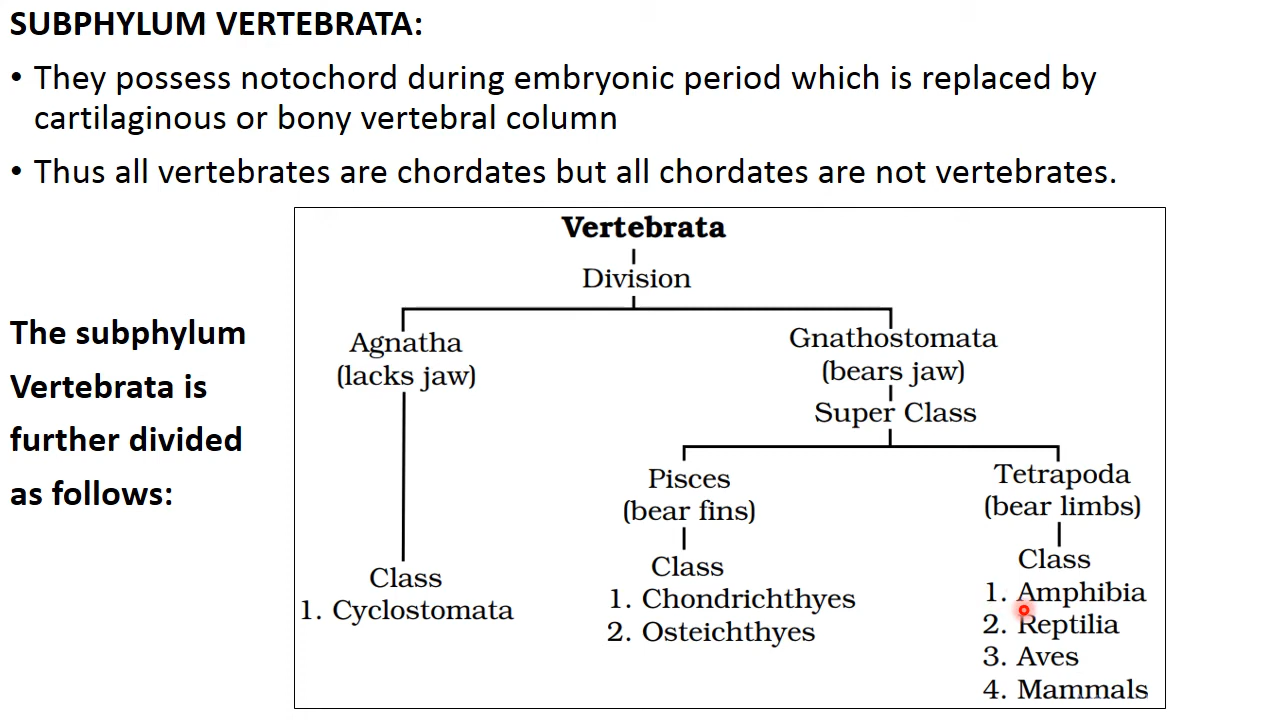 SUBPHYLUM VERTEBRATA:
• They possess notochord during embryonic period which is replaced by
cartilaginous or bony vertebral column
• Thus all vertebrates are chordates but all chordates are not vertebrates.
The subphylum
Vertebrata is
further divided
as follows:
Vertebrata
Division
Agnatha
(lacks jaw)
Gnathostomata
(bears jaw)
Super Class
Pisces
(bear fins)
Tetrapoda
(bear limbs)
Class
1. Cyclostomata
Class
1. Chondrichthyes
2. Osteichthyes
Class
1. Amphibia
2. Reptilia
3. Aves
4. Mammals